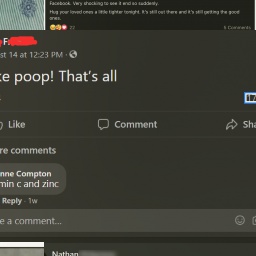 Facebook. Very shocking to see it end so suddenly.
Hug your loved ones a little tighter tonight. It's still out there and it's still getting the good
ones.
22
5 Comments
F
st 14 at 12:23 PM ·
ke poop! That's all
Like
Comment
Sha
re comments
nne Compton
min c and zinc
Reply · 1w
e a comment...
Nathan